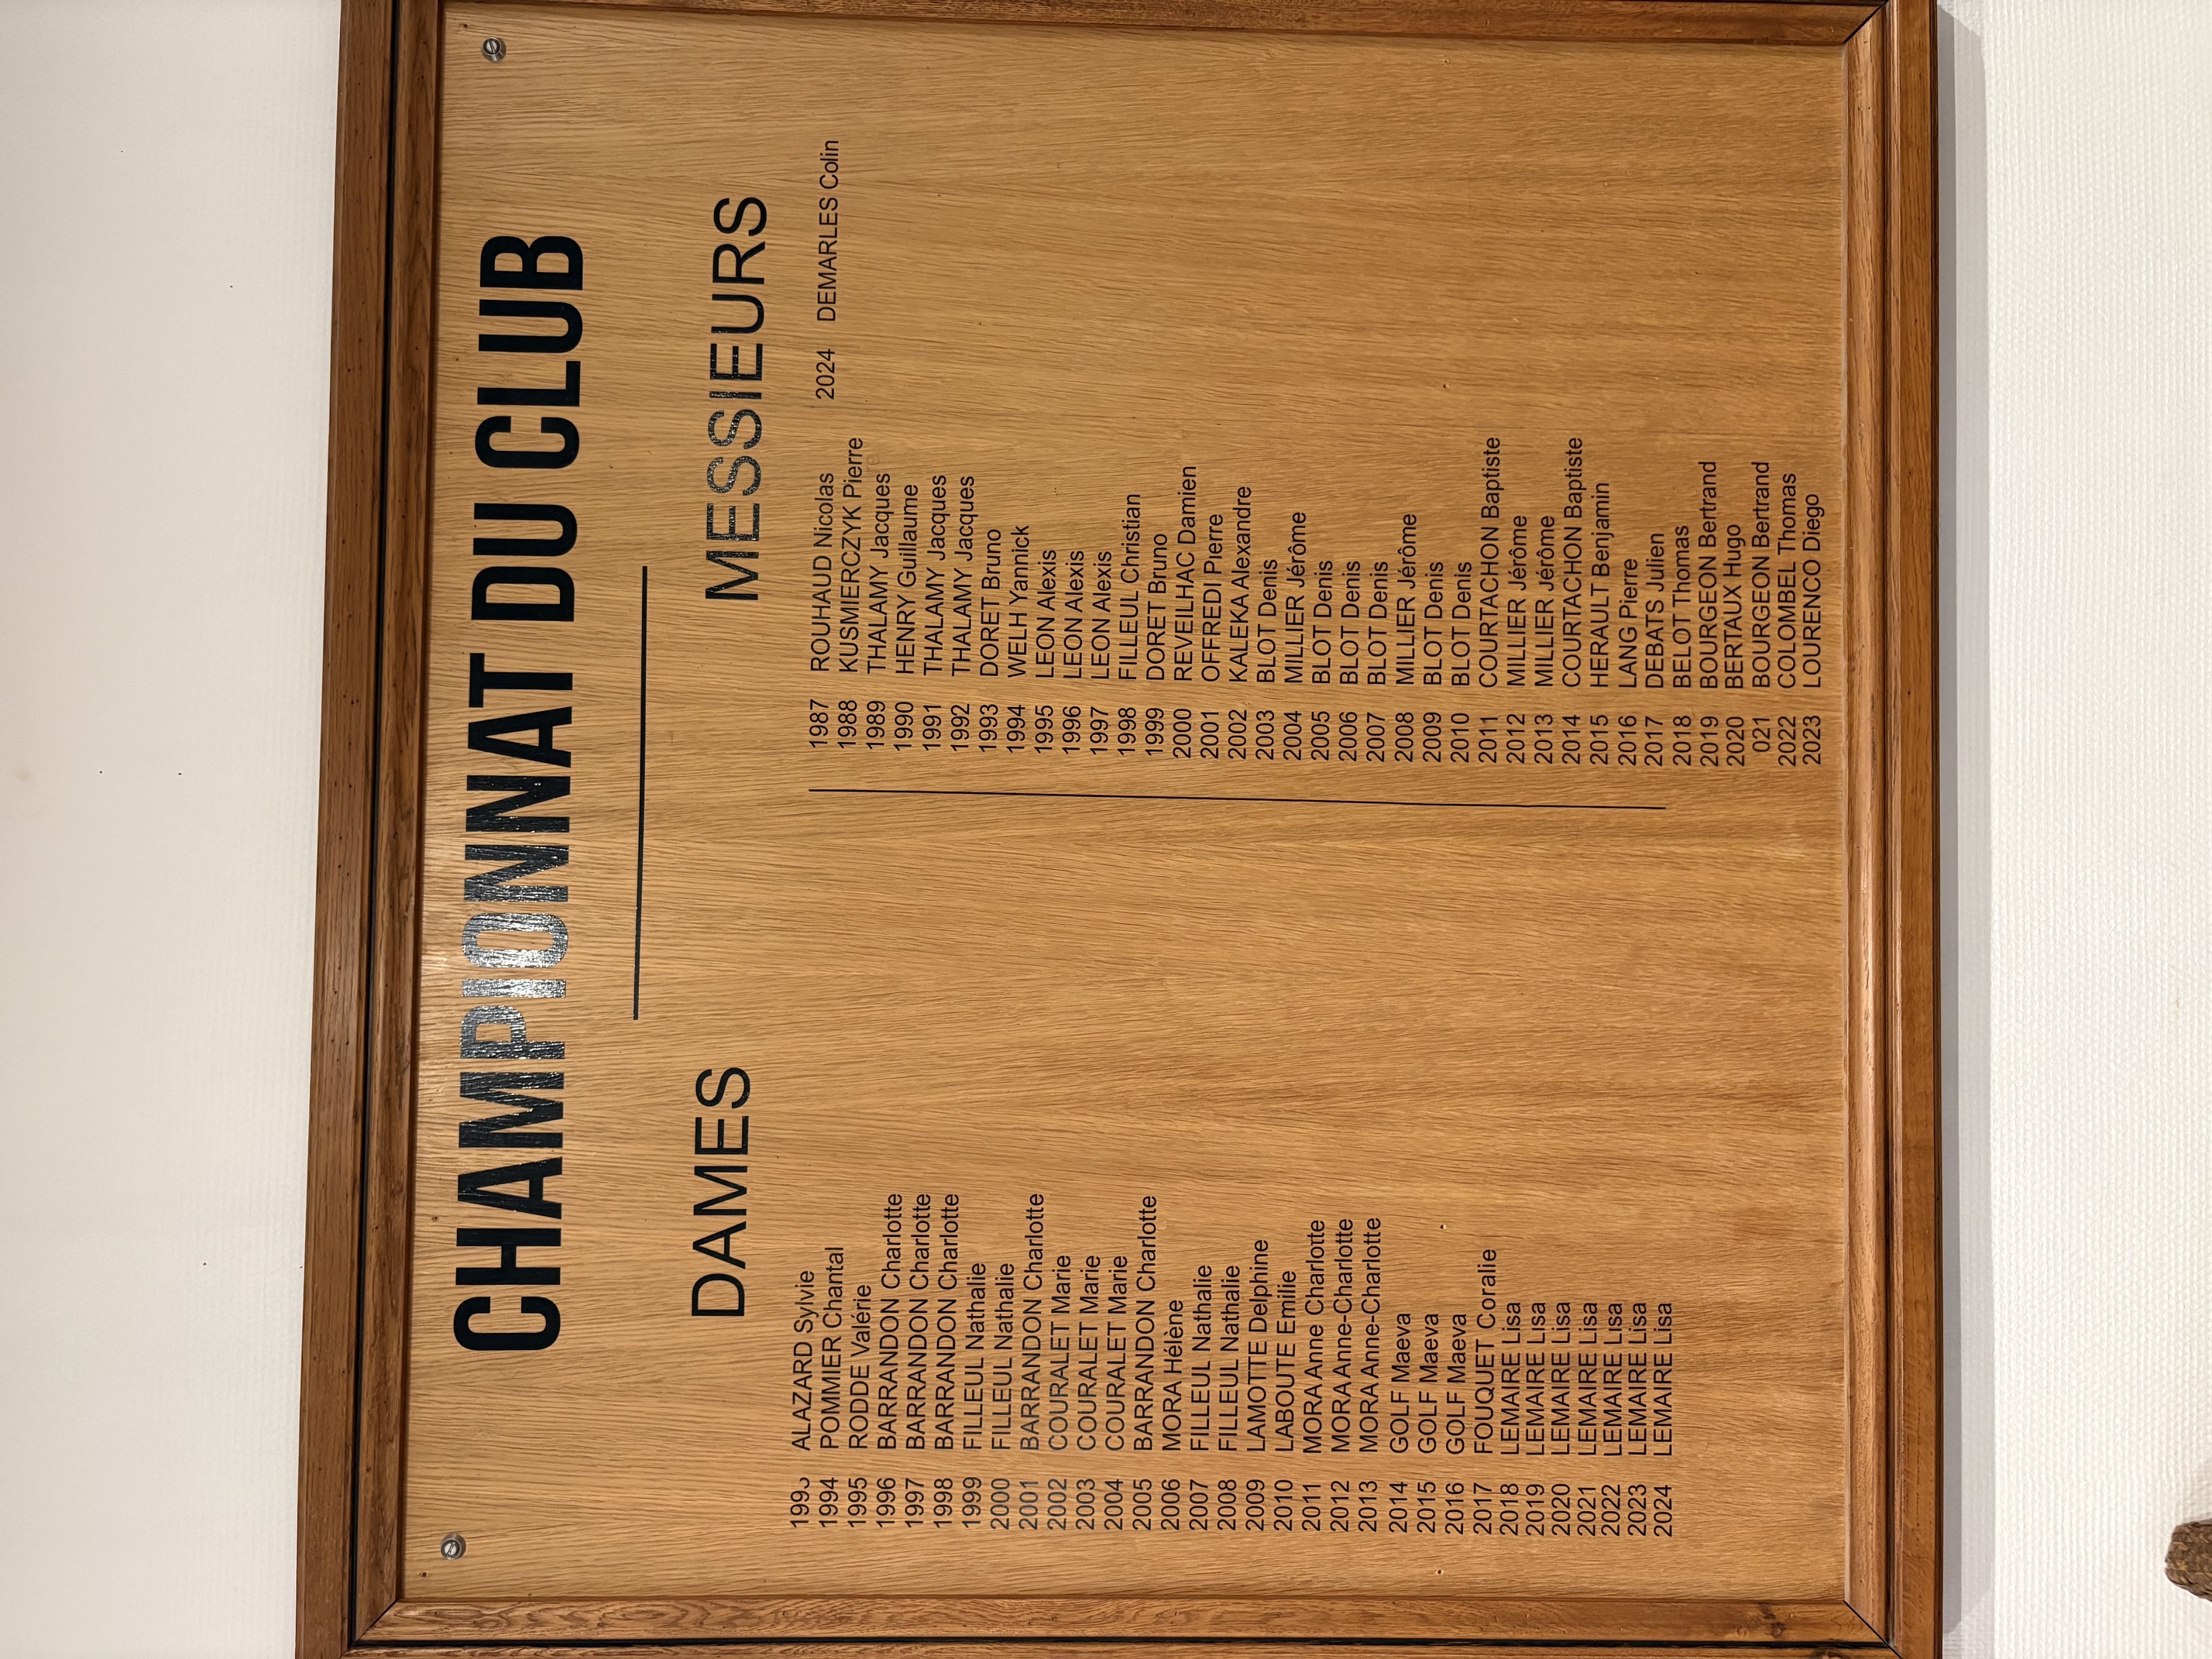 CHAMPIONNAT DU CLUB
DAMES
199 ALAZARD Sylvie
1994 POMMIER Chantal
1995 RODDE Valérie
1996 BARRANDON Charlotte
1997 BARRANDON Charlotte
1998 BARRANDON Charlotte
1999 FILLEUL Nathalie
2000 FILLEUL Nathalie
2001 BARRANDON Charlotte
2002 COURALET Marie
2003 COURALET Marie
2004 COURALET Marie
2005 BARRANDON Charlotte
2006 MORA Hélène
2007 FILLEUL Nathalie
2008 FILLEUL Nathalie
2009 LAMOTTE Delphine
2010 LABOUTE Emilie
2011 MORA Anne Charlotte
2012 MORA Anne-Charlotte
2013 MORA Anne-Charlotte
2014 GOLF Maeva
2015 GOLF Maeva
2016 GOLF Maeva
2017 FOUQUET Coralie
2018 LEMAIRE Lisa
2019 LEMAIRE Lisa
2020 LEMAIRE Lisa
2021 LEMAIRE Lisa
2022 LEMAIRE Lisa
2023 LEMAIRE Lisa
2024 LEMAIRE Lisa
MESSIEURS
1987 ROUHAUD Nicolas
1988 KUSMIERCZYK Pierre
1989 THALAMY Jacques
1990 HENRY Guillaume
1991 THALAMY Jacques
1992 THALAMY Jacques
1993 DORET Bruno
1994 WELH Yannick
1995 LEON Alexis
1996 LEON Alexis
1997 LEON Alexis
1998 FILLEUL Christian
1999 DORET Bruno
2000 REVEILHAC Damien
2001 OFFREDI Pierre
2002 KALEKA Alexandre
2003 BLOT Denis
2004 MILLIER Jérôme
2005 BLOT Denis
2006 BLOT Denis
2007 BLOT Denis
2008 MILLIER Jérôme
2009 BLOT Denis
2010 BLOT Denis
2011 COURTACHON Baptiste
2012 MILLIER Jérôme
2013 MILLIER Jérôme
2014 COURTACHON Baptiste
2015 HERAULT Benjamin
2016 LANG Pierre
2017 DEBATS Julien
2018 BELOT Thomas
2019 BOURGEON Bertrand
2020 BERTAUX Hugo
021 BOURGEON Bertrand
2022 COLOMBEL Thomas
2023 LOURENCO Diego
2024 DEMARLES Colin